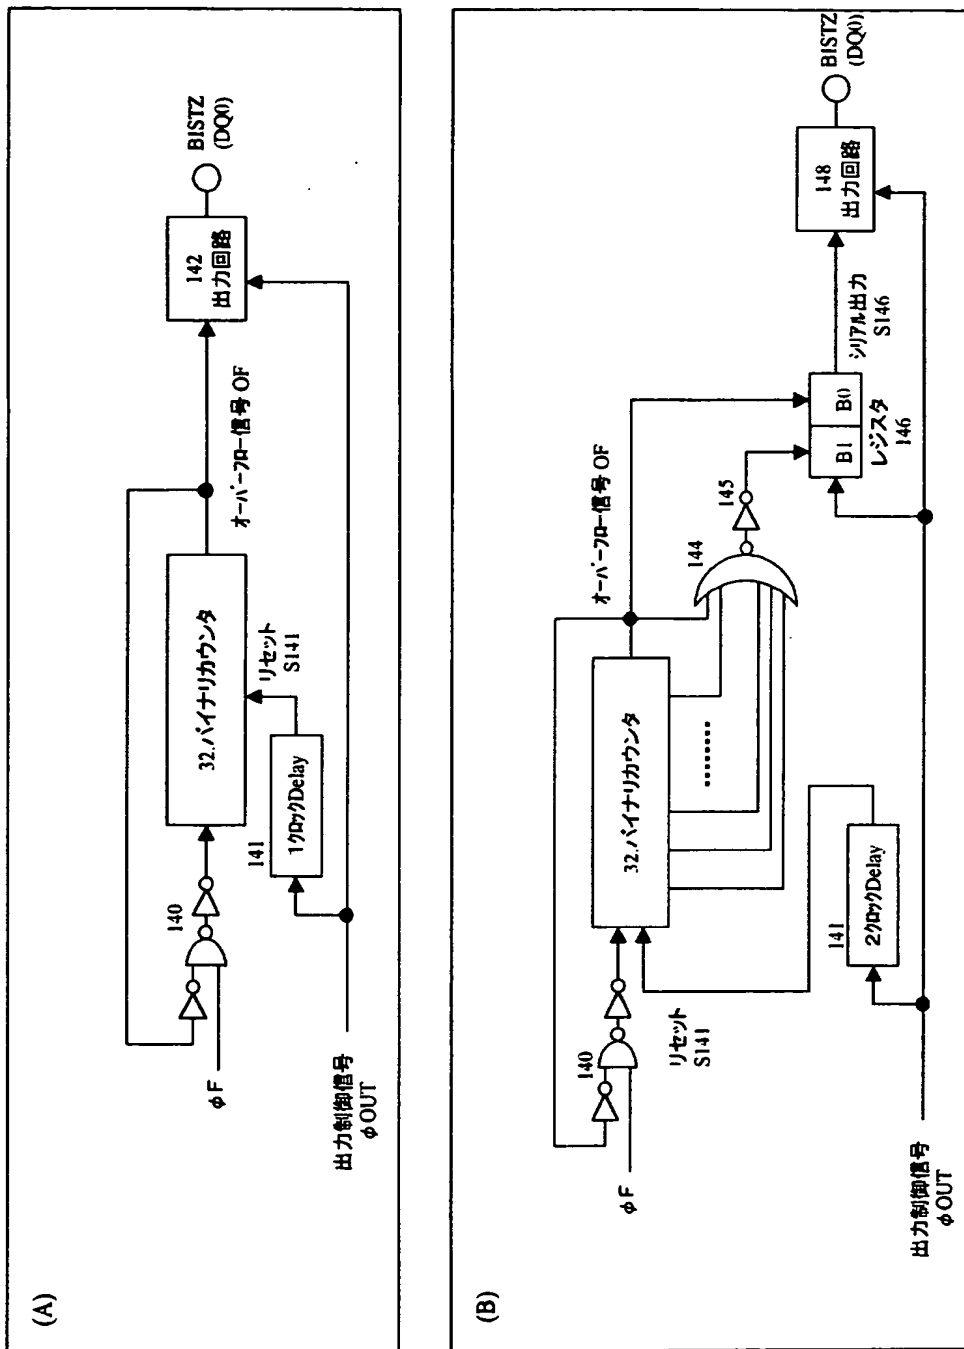 (A)
φF
140
32.バイナリカウンタ
オーバーフロー信号 OF
142
出力回路
BISTZ
(DQ0)
リセット
S141
141
1クロックDelay
出力制御信号
φOUT
(B)
φF
140
リセット
S141
32.バイナリカウンタ
オーバーフロー信号 OF
144
145
B1
B0
レジスタ
146
シリアル出力
S146
148
出力回路
BISTZ
(DQ0)
141
2クロックDelay
出力制御信号
φOUT